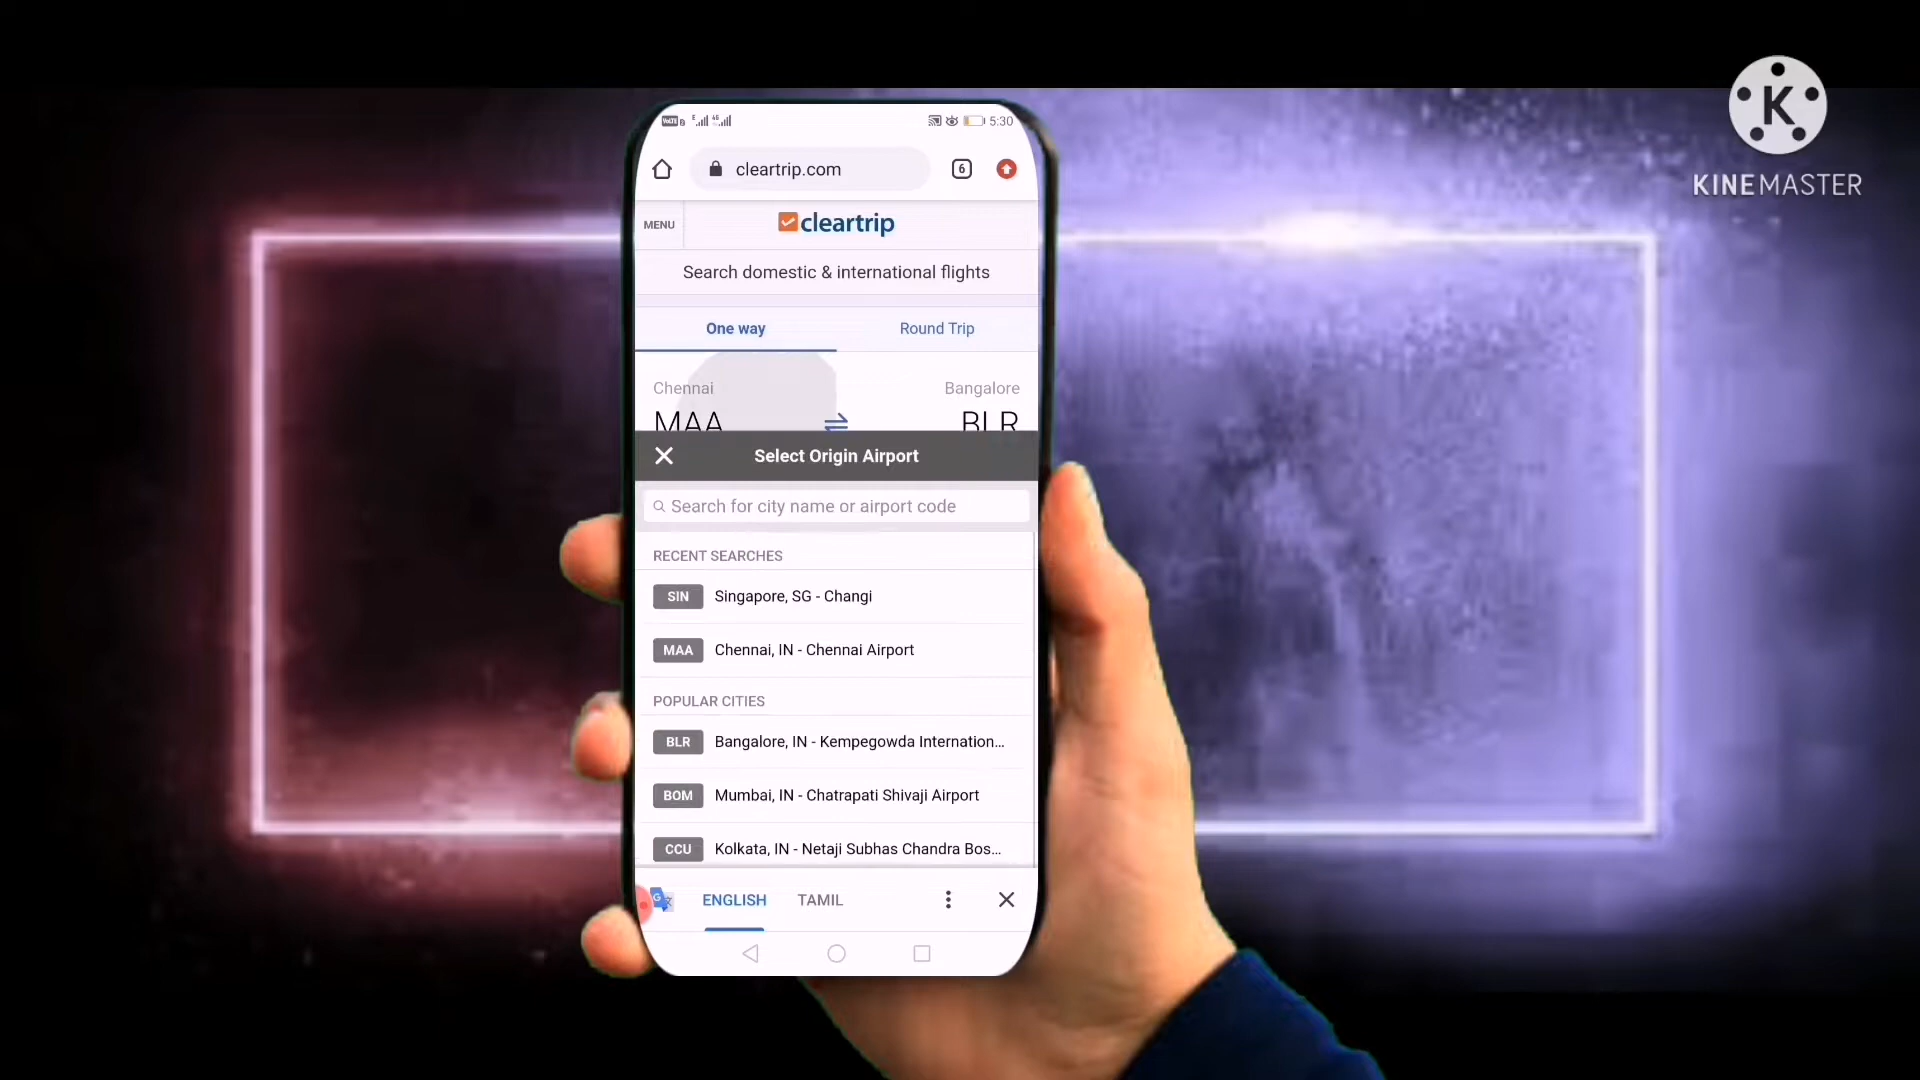 5:30
cleartrip.com
6
K
KINEMASTER
MENU
cleartrip
Search domestic & international flights
One way
Round Trip
Chennai
Bangalore
MAA
BLR
Select Origin Airport
Search for city name or airport code
RECENT SEARCHES
SIN Singapore, SG - Changi
MAA Chennai, IN - Chennai Airport
POPULAR CITIES
BLR Bangalore, IN - Kempegowda Internation...
BOM Mumbai, IN - Chatrapati Shivaji Airport
CCU Kolkata, IN - Netaji Subhas Chandra Bos...
ENGLISH
TAMIL